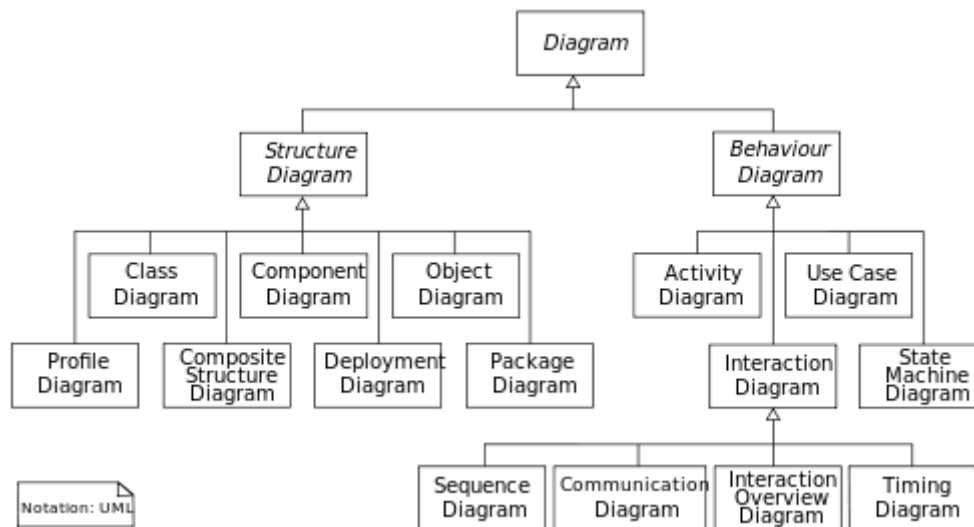 Diagram
Structure
Diagram
Behaviour
Diagram
Class
Diagram
Component
Diagram
Object
Diagram
Activity
Diagram
Use Case
Diagram
Profile
Diagram
Composite
Structure
Diagram
Deployment
Diagram
Package
Diagram
Interaction
Diagram
State
Machine
Diagram
Sequence
Diagram
Communication
Diagram
Interaction
Overview
Diagram
Timing
Diagram
Notation: UML